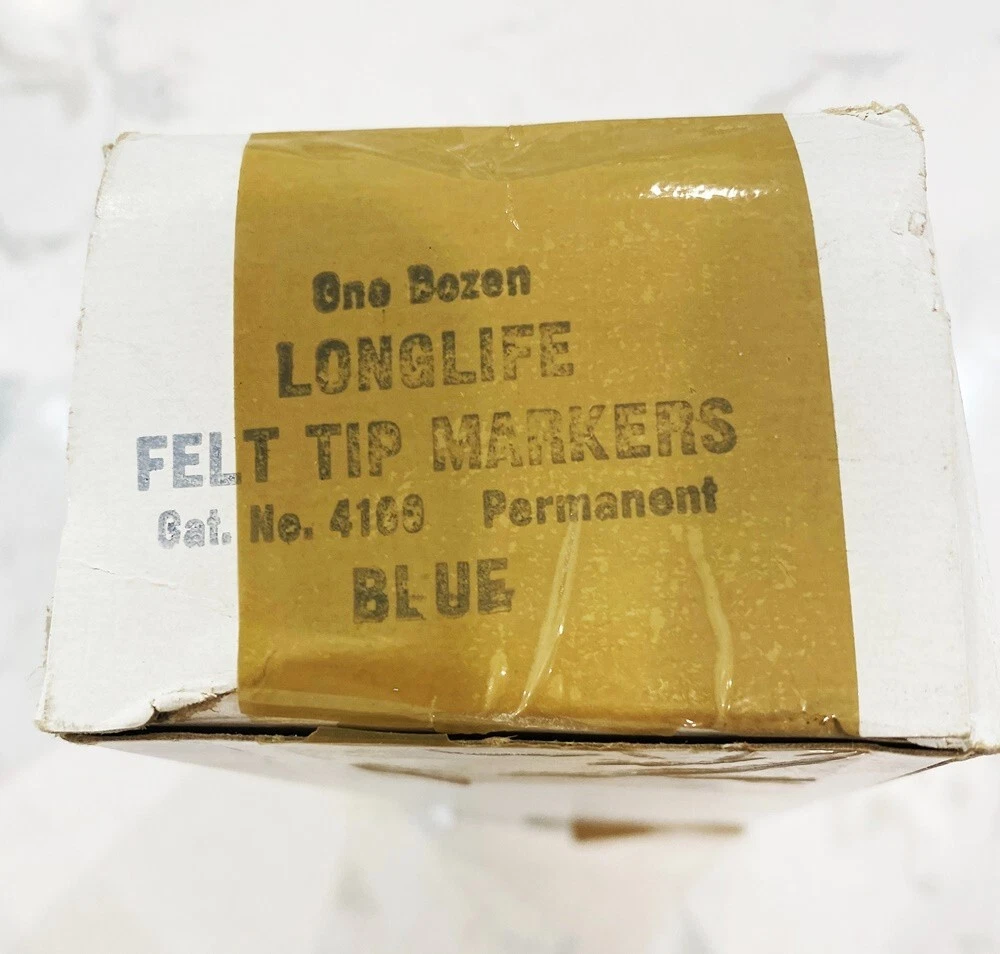 One Dozen
LONGLIFE
FELT TIP MARKERS
Cat. No. 4100 Permanent
BLUE